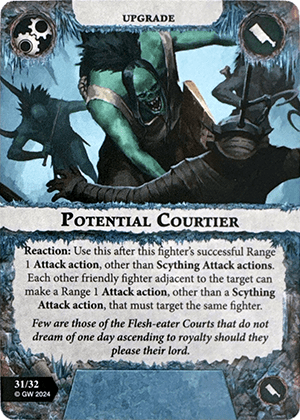 UPGRADE
POTENTIAL COURTIER
Reaction: Use this after this fighter's successful Range
1 Attack action, other than Scything Attack actions.
Each other friendly fighter adjacent to the target can
make a Range 1 Attack action, other than a Scything
Attack action, that must target the same fighter.
Few are those of the Flesh-eater Courts that do not
dream of one day ascending to royalty should they
please their lord.
31/32
© GW 2024